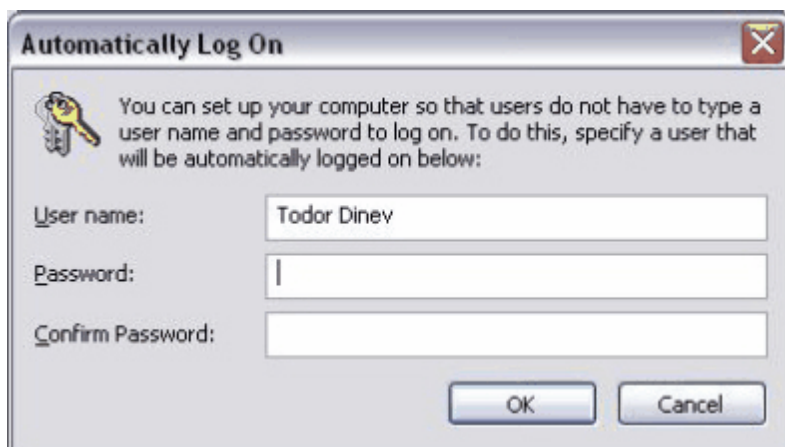 Automatically Log On
You can set up your computer so that users do not have to type a
user name and password to log on. To do this, specify a user that
will be automatically logged on below:
User name:
Todor Dinev
Password:
Confirm Password:
OK
Cancel